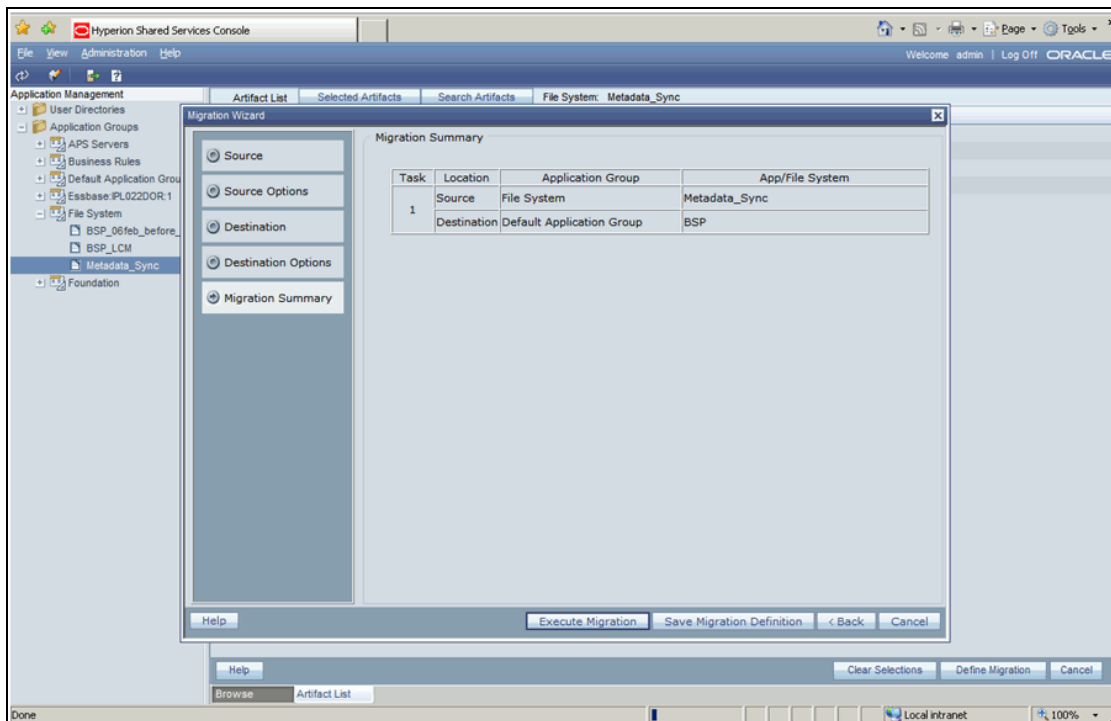 Hyperion Shared Services Console
Page
Tools
File View Administration Help
Welcome admin | Log Off ORACLE
Application Management
Artifact List Selected Artifacts Search Artifacts File System: Metadata_Sync
User Directories
Application Groups
APS Servers
Business Rules
Default Application Grou
Essbase:IPL022DOR:1
File System
BSP_06feb_before_
BSP_LCM
Metadata_Sync
Foundation
Migration Wizard
Source
Source Options
Destination
Destination Options
Migration Summary
Migration Summary
Task Location Application Group App/File System
1
Source File System Metadata_Sync
Destination Default Application Group BSP
Help Execute Migration Save Migration Definition < Back Cancel
Help Clear Selections Define Migration Cancel
Browse Artifact List
Done Local intranet 100%